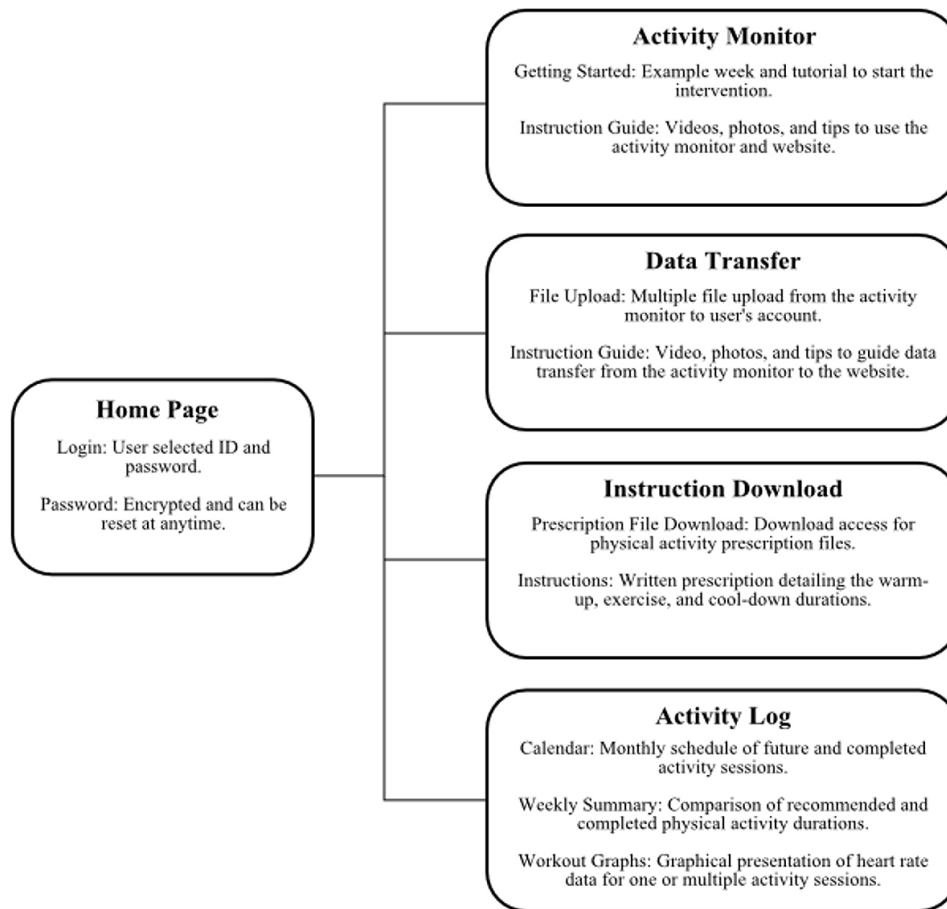 Activity Monitor
Getting Started: Example week and tutorial to start the
intervention.
Instruction Guide: Videos, photos, and tips to use the
activity monitor and website.
Data Transfer
File Upload: Multiple file upload from the activity
monitor to user's account.
Instruction Guide: Video, photos, and tips to guide data
transfer from the activity monitor to the website.
Home Page
Login: User selected ID and
password.
Password: Encrypted and can be
reset at anytime.
Instruction Download
Prescription File Download: Download access for
physical activity prescription files.
Instructions: Written prescription detailing the warm-
up, exercise, and cool-down durations.
Activity Log
Calendar: Monthly schedule of future and completed
activity sessions.
Weekly Summary: Comparison of recommended and
completed physical activity durations.
Workout Graphs: Graphical presentation of heart rate
data for one or multiple activity sessions.